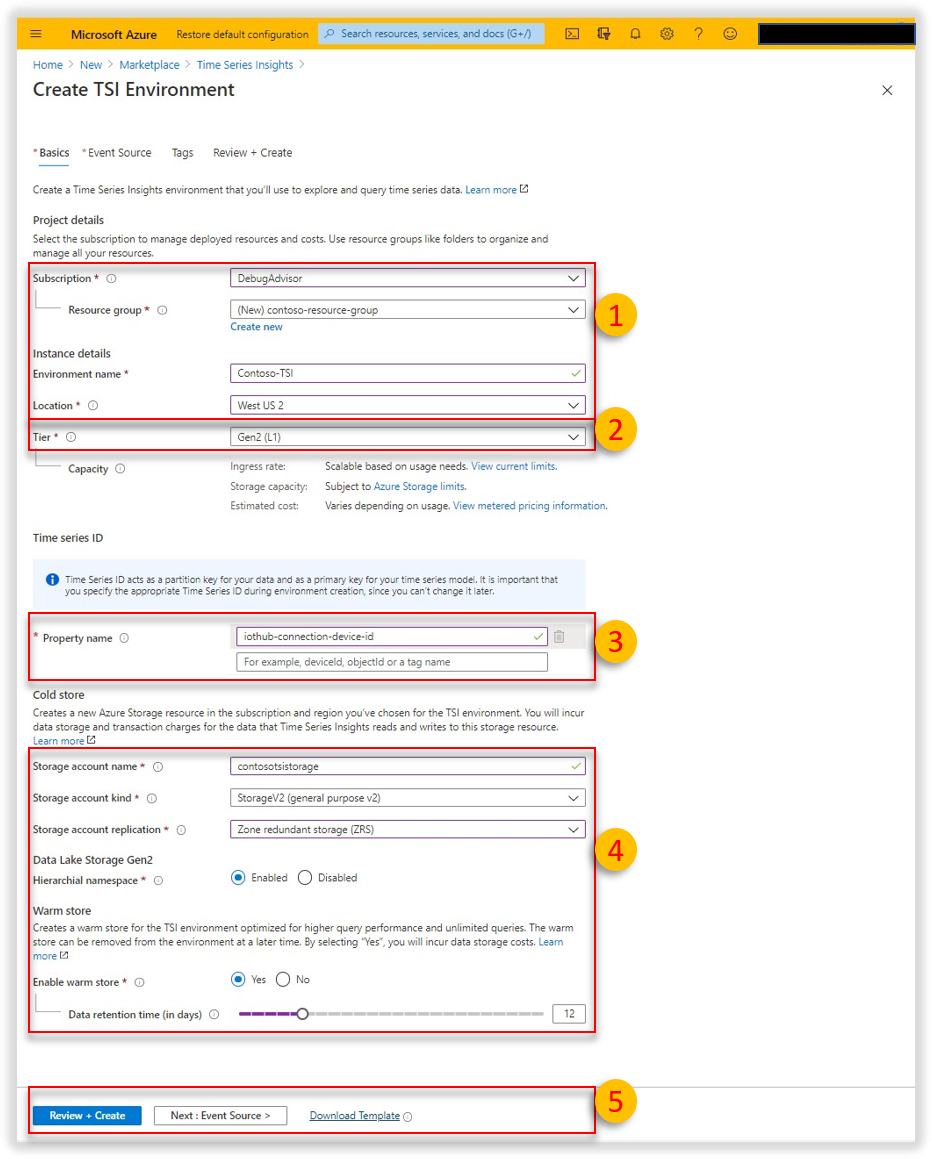 Microsoft Azure Restore default configuration Search resources, services, and docs (G+/) ?
Home > New > Marketplace > Time Series Insights >
Create TSI Environment
* Basics * Event Source Tags Review + Create
Create a Time Series Insights environment that you'll use to explore and query time series data. Learn more
Project details
Select the subscription to manage deployed resources and costs. Use resource groups like folders to organize and
manage all your resources.
Subscription * DebugAdvisor
Resource group * (New) contoso-resource-group
1
Create new
Instance details
Environment name * Contoso-TSI
Location * West US 2
2
Tier * Gen2 (L1)
Capacity Ingress rate: Scalable based on usage needs. View current limits.
Storage capacity: Subject to Azure Storage limits.
Estimated cost: Varies depending on usage. View metered pricing information.
Time series ID
Time Series ID acts as a partition key for your data and as a primary key for your time series model. It is important that
you specify the appropriate Time Series ID during environment creation, since you can't change it later.
* Property name iothub-connection-device-id
3
For example, deviceId, objectId or a tag name
Cold store
Creates a new Azure Storage resource in the subscription and region you've chosen for the TSI environment. You will incur
data storage and transaction charges for the data that Time Series Insights reads and writes to this storage resource.
Learn more
Storage account name * contosotsistorage
Storage account kind * StorageV2 (general purpose v2)
Storage account replication * Zone redundant storage (ZRS)
4
Data Lake Storage Gen2
Hierarchial namespace * Enabled Disabled
Warm store
Creates a warm store for the TSI environment optimized for higher query performance and unlimited queries. The warm
store can be removed from the environment at a later time. By selecting "Yes", you will incur data storage costs. Learn
more
Enable warm store * Yes No
Data retention time (in days) 12
5
Review + Create Next : Event Source > Download Template